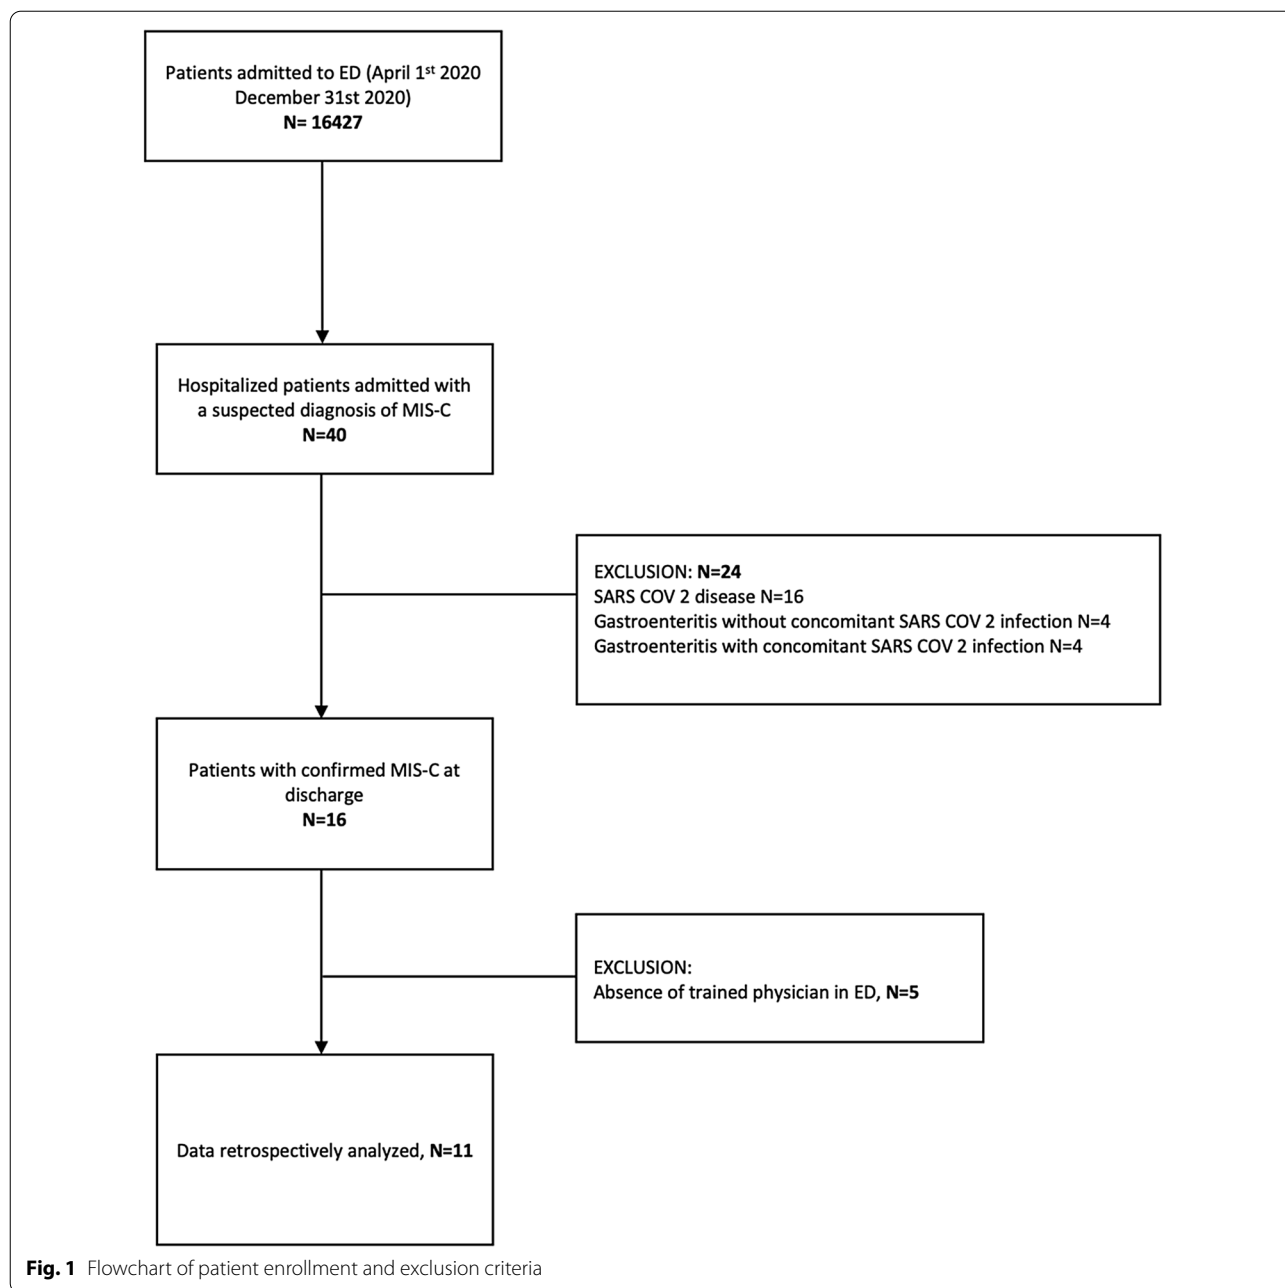 Patients admitted to ED (April 1st 2020
December 31st 2020)
N= 16427
Hospitalized patients admitted with
a suspected diagnosis of MIS-C
N=40
EXCLUSION: N=24
SARS COV 2 disease N=16
Gastroenteritis without concomitant SARS COV 2 infection N=4
Gastroenteritis with concomitant SARS COV 2 infection N=4
Patients with confirmed MIS-C at
discharge
N=16
EXCLUSION:
Absence of trained physician in ED, N=5
Data retrospectively analyzed, N=11
Fig. 1 Flowchart of patient enrollment and exclusion criteria